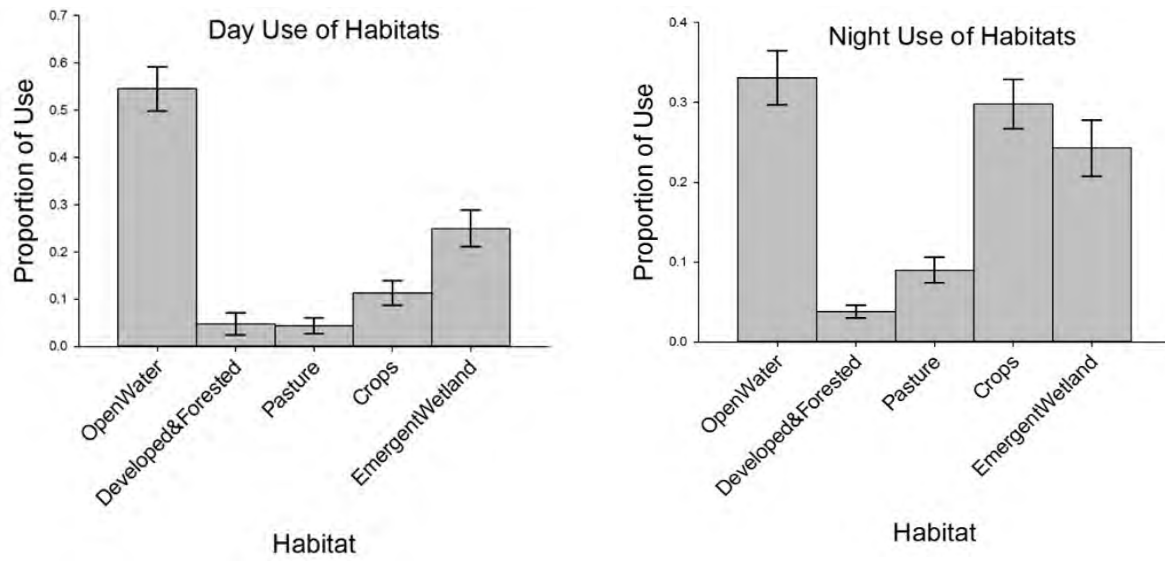 Day Use of Habitats
Proportion of Use
0.7
0.6
0.5
0.4
0.3
0.2
0.1
0.0
OpenWater
Developed&Forested
Pasture
Crops
EmergentWetland
Habitat
Night Use of Habitats
Proportion of Use
0.4
0.3
0.2
0.1
0.0
OpenWater
Developed&Forested
Pasture
Crops
EmergentWetland
Habitat